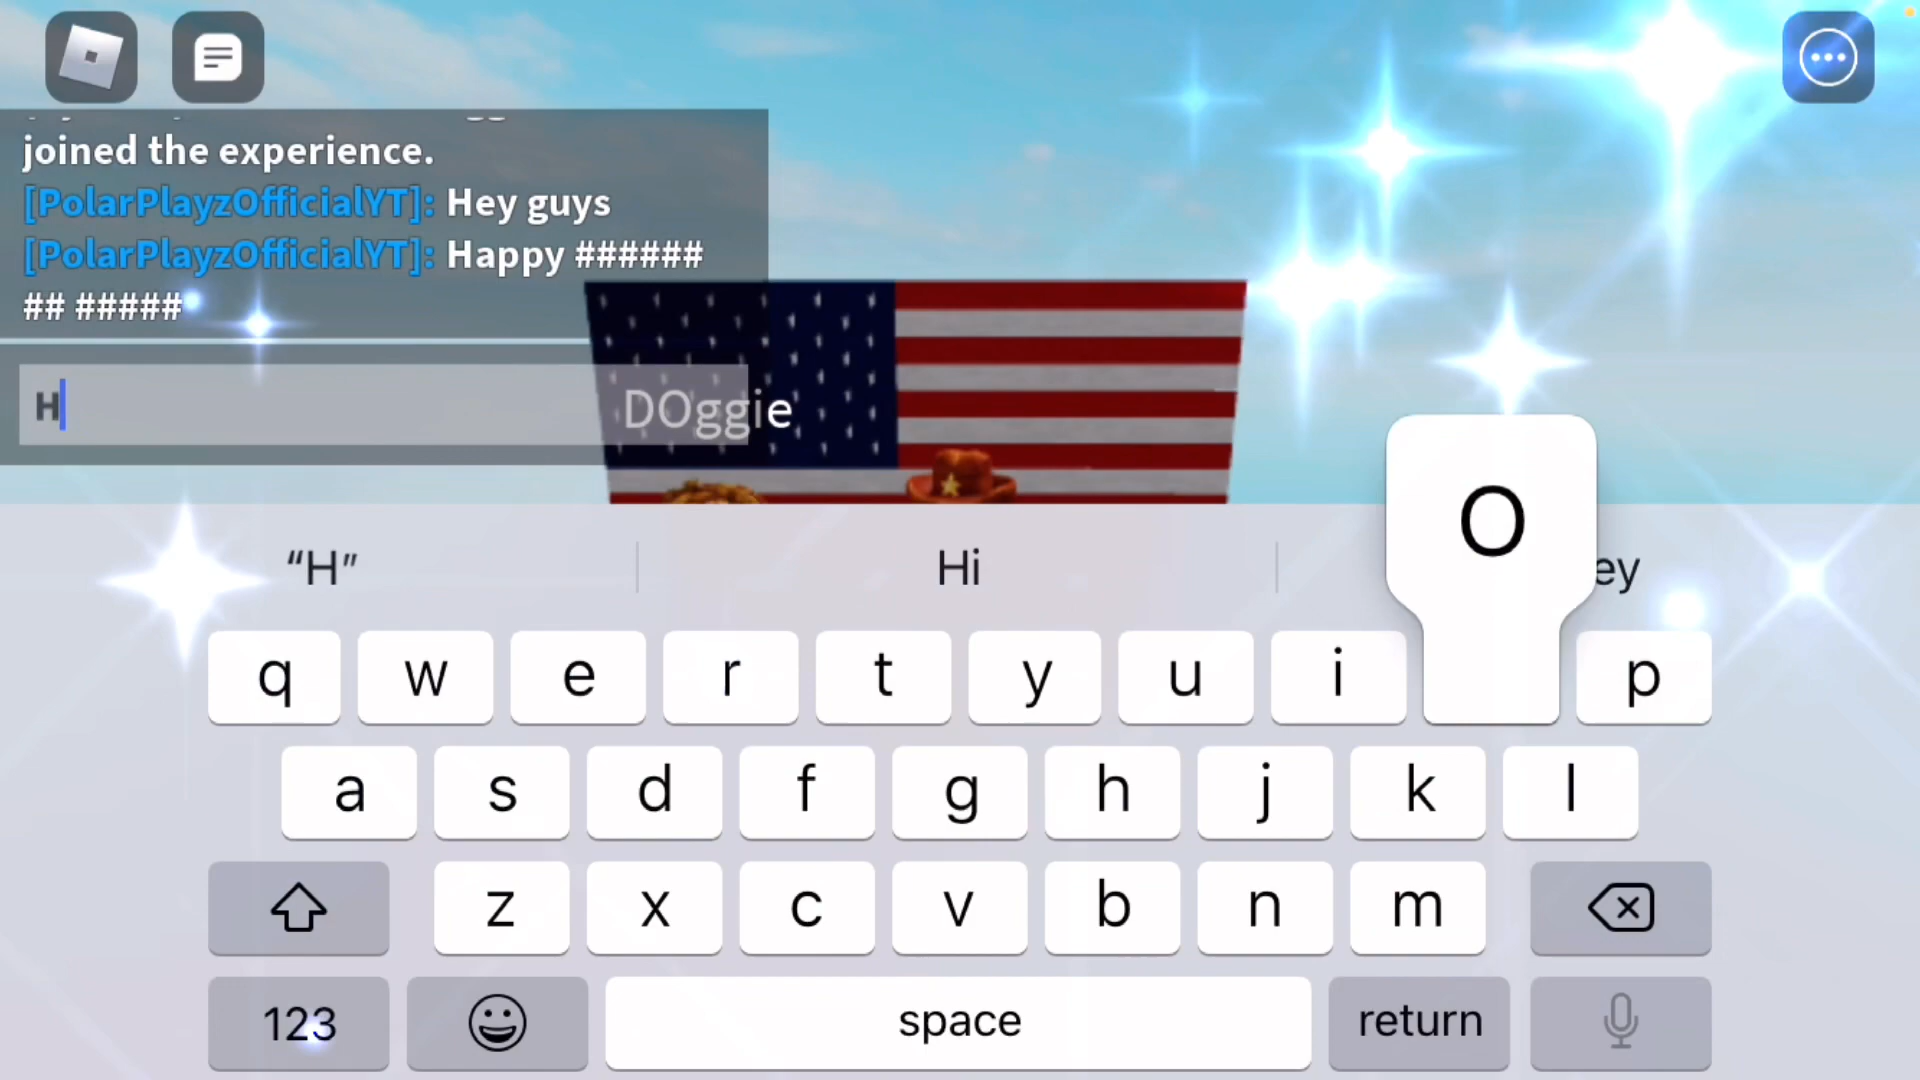 joined the experience.
[PolarPlayzOfficialYT]: Hey guys
[PolarPlayzOfficialYT]: Happy ######
## #####
H
DOggie
“H” Hi ey
O
q w e r t y u i p
a s d f g h j k l
z x c v b n m
123 space return